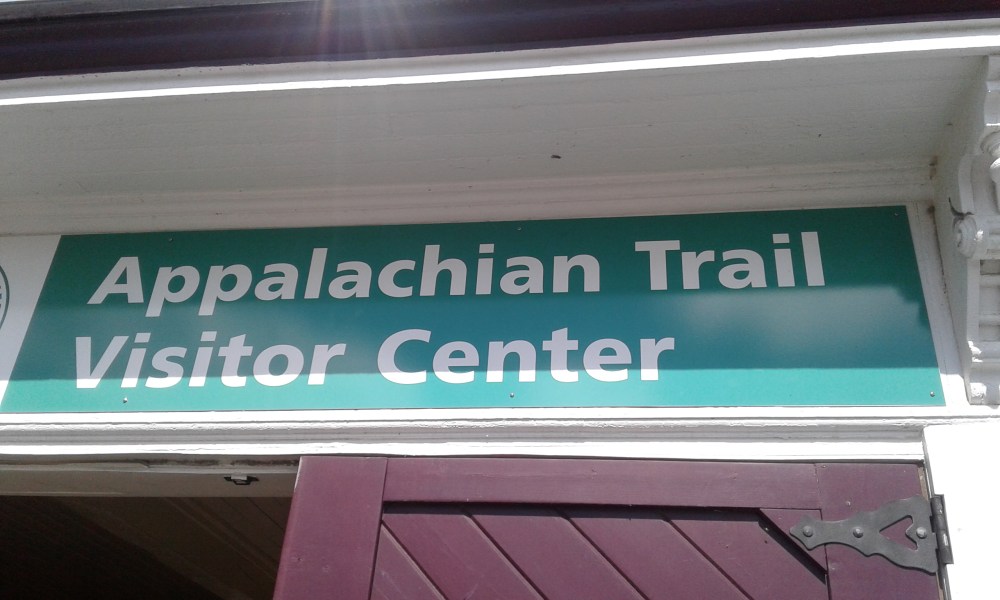 Appalachian Trail
Visitor Center